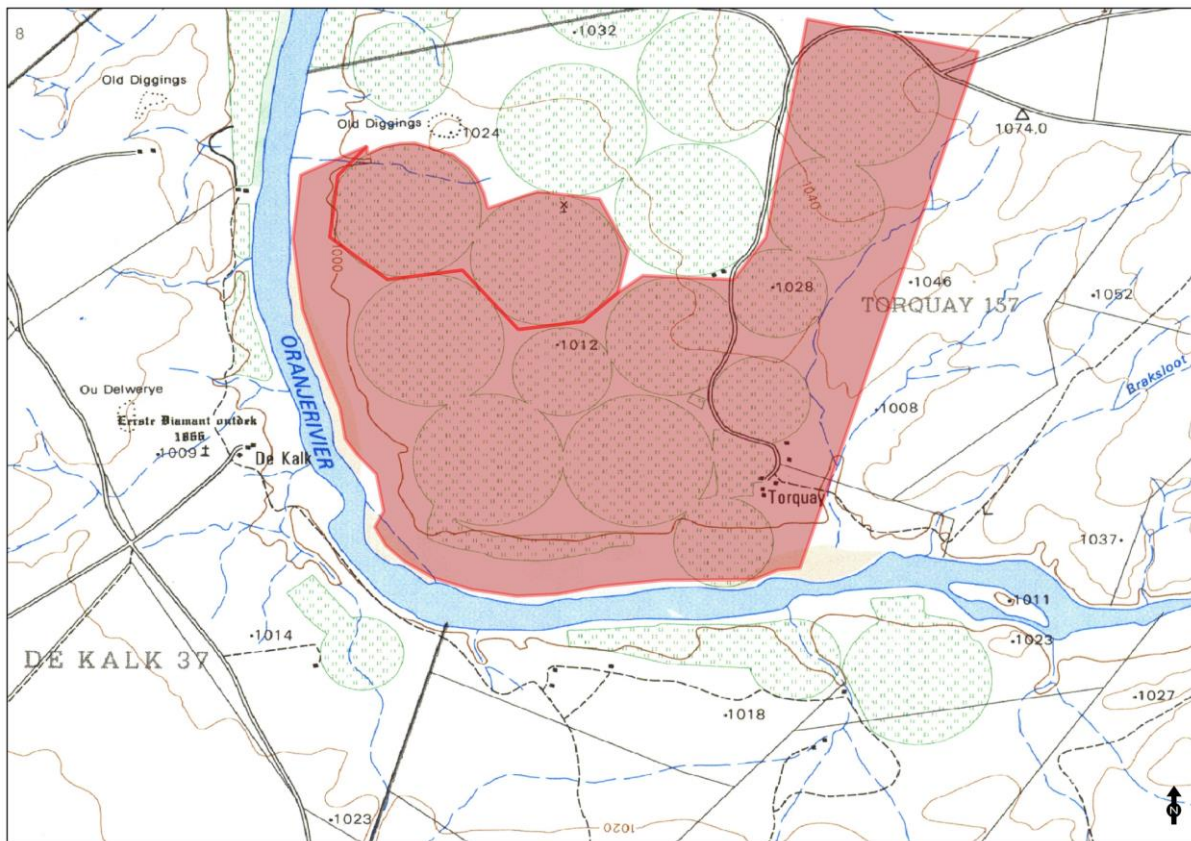 8
1032
Old Diggings
Old Diggings
1024
1074.0
1040
1000
1028
1046
TORQUAY 157
1052
ORANJERIVIER
1012
Braksloot
Ou Delwerye
Eerste Diamant ontdek
1866
1009
De Kalk
1008
Torquay
1037
1011
1014
1023
DE KALK 37
1018
1027
1023
1020
N